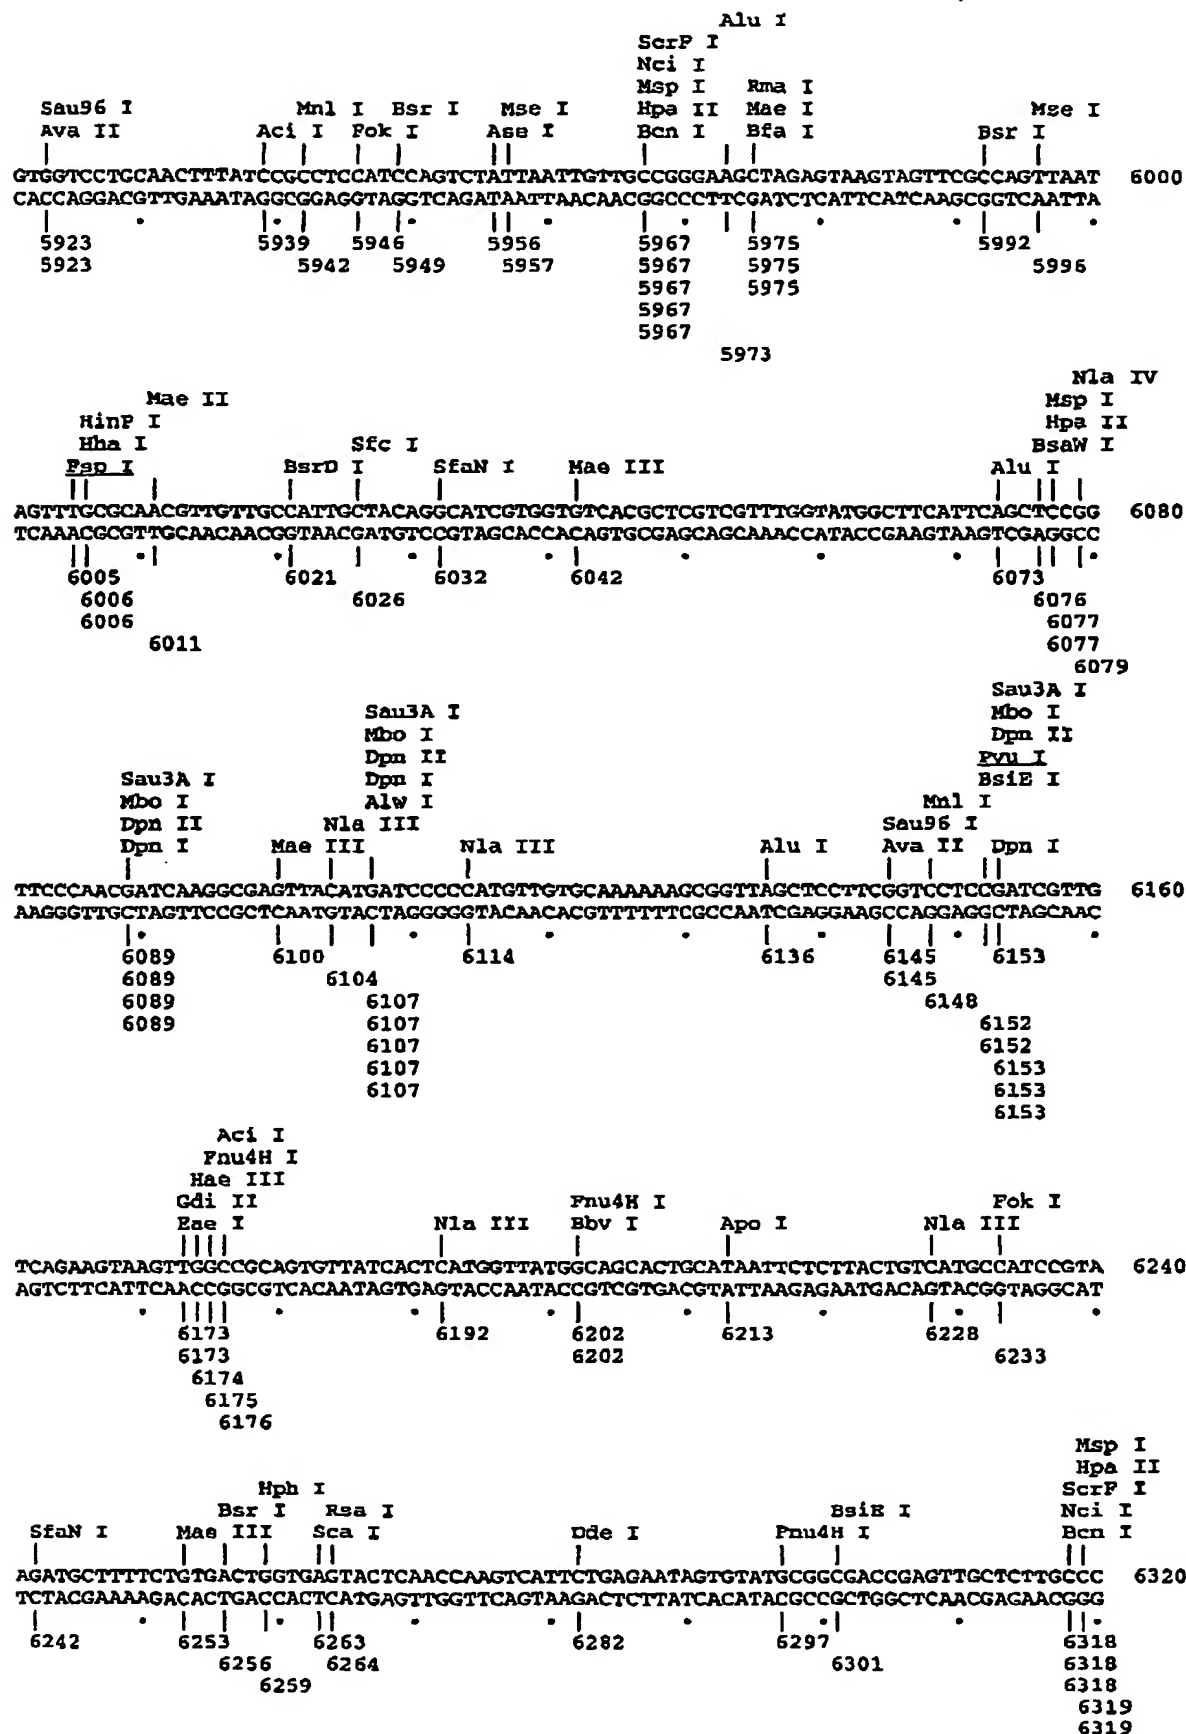 Alu I
ScrF I
Nci I
Sau96 I Mnl I Bsr I Mse I Msp I Rma I Mse I
Ava II Aci I Fok I Ase I Hpa II Mae I Bsr I
Bcn I Bfa I
GTGGTCCTGCAACTTTATCCGCCTCCATCCAGTCTATTAATTGTTGCCGGGAAGCTAGAGTAAGTAGTTCGCCAGTTAAT 6000
CACCAGGACGTTGAAATAGGCGGAGGTAGGTCAGATAATTAACAACGGCCCTTCGATCTCATTCATCAAGCGGTCAATTA
5923 5939 5946 5956 5967 5975 5992
5923 5942 5949 5957 5967 5975 5996
5967 5975
5967
5967
5973
Nla IV
Mae II Msp I
HinP I Hpa II
Hha I Sfc I BsaW I
Fsp I BsrD I SfaN I Mae III Alu I
AGTTTGCGCAACGTTGTTGCCATTGCTACAGGCATCGTGGTGTCACGCTCGTCGTTTGGTATGGCTTCATTCAGCTCCGG 6080
TCAAACGCGTTGCAACAACGGTAACGATGTCCGTAGCACCACAGTGCGAGCAGCAAACCATACCGAAGTAAGTCGAGGCC
6005 6021 6032 6042 6073
6006 6026 6076
6006 6077
6011 6077
6079
Sau3A I
Sau3A I Mbo I
Mbo I Dpn II
Dpn II Pvu I
Sau3A I Dpn I BsiE I
Mbo I Alw I Mnl I
Dpn II Nla III Sau96 I
Dpn I Mae III Nla III Alu I Ava II Dpn I
TTCCCAACGATCAAGGCGAGTTACATGATCCCCCATGTTGTGCAAAAAAGCGGTTAGCTCCTTCGGTCCTCCGATCGTTG 6160
AAGGGTTGCTAGTTCCGCTCAATGTACTAGGGGGTACAACACGTTTTTTCGCCAATCGAGGAAGCCAGGAGGCTAGCAAC
6089 6100 6114 6136 6145 6153
6089 6104 6145
6089 6107 6148
6089 6107 6152
6107 6152
6107 6153
6107 6153
6153
Aci I
Fnu4H I
Hae III
Gdi II Fnu4H I Fok I
Eae I Nla III Bbv I Apo I Nla III
TCAGAAGTAAGTTGGCCGCAGTGTTATCACTCATGGTTATGGCAGCACTGCATAATTCTCTTACTGTCATGCCATCCGTA 6240
AGTCTTCATTCAACCGGCGTCACAATAGTGAGTACCAATACCGTCGTGACGTATTAAGAGAATGACAGTACGGTAGGCAT
6173 6192 6202 6213 6228
6173 6202 6233
6174
6175
6176
Msp I
Hpa II
Hph I ScrF I
Bsr I Rsa I BsiE I Nci I
SfaN I Mae III Sca I Dde I Fnu4H I Bcn I
AGATGCTTTTCTGTGACTGGTGAGTACTCAACCAAGTCATTCTGAGAATAGTGTATGCGGCGACCGAGTTGCTCTTGCCC 6320
TCTACGAAAAGACACTGACCACTCATGAGTTGGTTCAGTAAGACTCTTATCACATACGCCGCTGGCTCAACGAGAACGGG
6242 6253 6263 6282 6297 6318
6256 6264 6301 6318
6259 6318
6319
6319